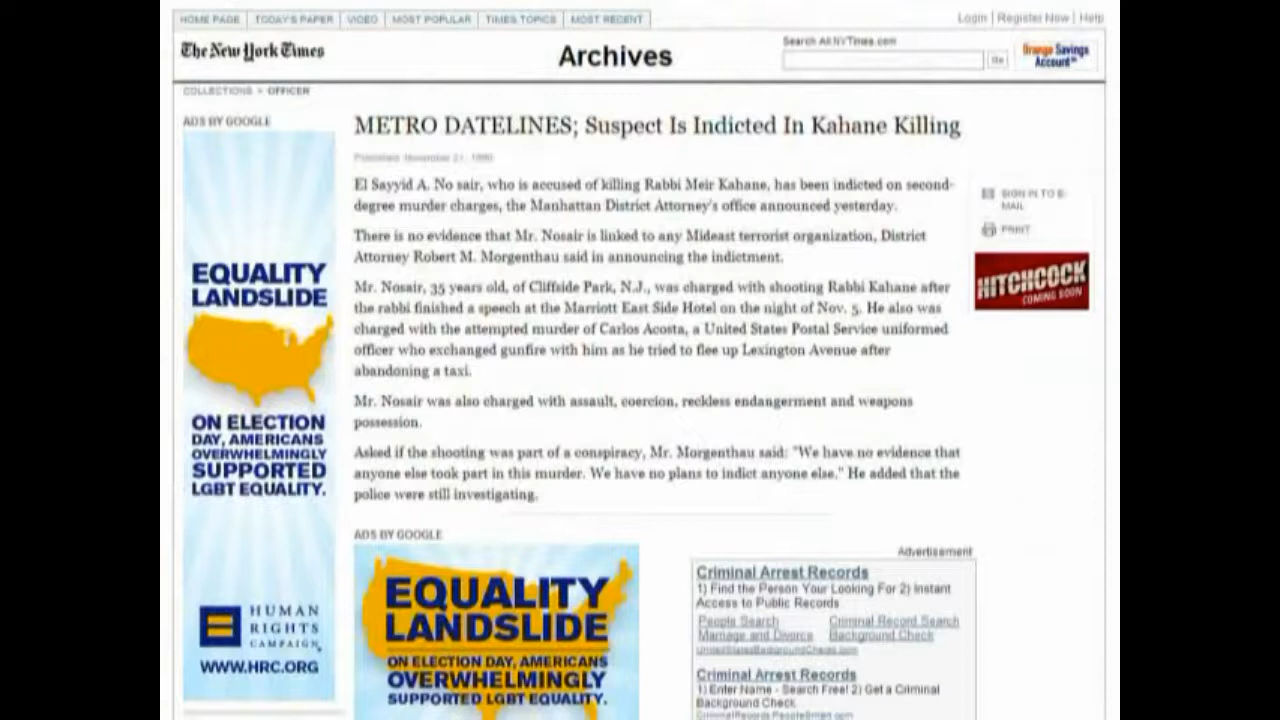 HOME PAGE TODAY'S PAPER VIDEO MOST POPULAR TIMES TOPICS MOST RECENT
Login Register Now Help
The New York Times
Archives
Search All NYTimes.com
Go
Orange Savings
Account
COLLECTIONS > OFFICER
ADS BY GOOGLE
EQUALITY
LANDSLIDE
ON ELECTION
DAY, AMERICANS
OVERWHELMINGLY
SUPPORTED
LGBT EQUALITY.
HUMAN
RIGHTS
CAMPAIGN
WWW.HRC.ORG
METRO DATELINES; Suspect Is Indicted In Kahane Killing
Published: November 21, 1990
El Sayyid A. No sair, who is accused of killing Rabbi Meir Kahane, has been indicted on second-
degree murder charges, the Manhattan District Attorney's office announced yesterday.
There is no evidence that Mr. Nosair is linked to any Mideast terrorist organization, District
Attorney Robert M. Morgenthau said in announcing the indictment.
Mr. Nosair, 35 years old, of Cliffside Park, N.J., was charged with shooting Rabbi Kahane after
the rabbi finished a speech at the Marriott East Side Hotel on the night of Nov. 5. He also was
charged with the attempted murder of Carlos Acosta, a United States Postal Service uniformed
officer who exchanged gunfire with him as he tried to flee up Lexington Avenue after
abandoning a taxi.
Mr. Nosair was also charged with assault, coercion, reckless endangerment and weapons
possession.
Asked if the shooting was part of a conspiracy, Mr. Morgenthau said: "We have no evidence that
anyone else took part in this murder. We have no plans to indict anyone else." He added that the
police were still investigating.
SIGN IN TO E-
MAIL
PRINT
HITCHCOCK
COMING SOON
ADS BY GOOGLE
EQUALITY
LANDSLIDE
ON ELECTION DAY, AMERICANS
OVERWHELMINGLY
SUPPORTED LGBT EQUALITY.
Advertisement
Criminal Arrest Records
1) Find the Person Your Looking For 2) Instant
Access to Public Records
People Search Criminal Record Search
Marriage and Divorce Background Check
UnitedStatesBackgroundChecks.com
Criminal Arrest Records
1) Enter Name - Search Free! 2) Get a Criminal
Background Check
CriminalRecords.PeopleSmart.com